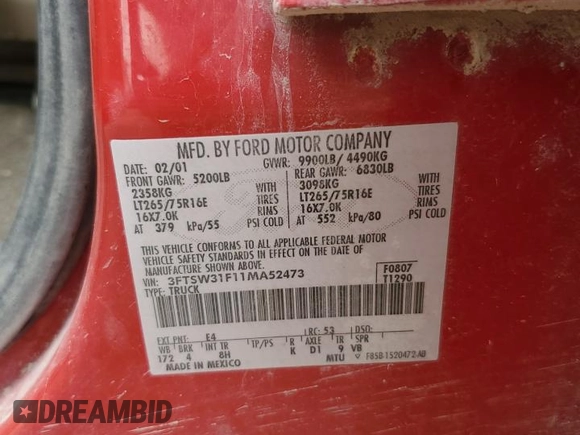 MFD. BY FORD MOTOR COMPANY
DATE: 02/01 GVWR: 9900LB/ 4490KG
FRONT GAWR: 5200LB REAR GAWR: 6830LB
2358KG WITH 3098KG WITH
LT265/75R16E TIRES LT265/75R16E TIRES
16X7.0K RIMS 16X7.0K RIMS
AT 379 kPa/55 PSI COLD AT 552 kPa/80 PSI COLD
THIS VEHICLE CONFORMS TO ALL APPLICABLE FEDERAL MOTOR
VEHICLE SAFETY STANDARDS IN EFFECT ON THE DATE OF
MANUFACTURE SHOWN ABOVE.
VIN: 3FTSW31F11MA52473 F0807
TYPE: TRUCK T1290
EXT PNT: E4 RC: 53 DSO:
WB BRK INT TR TP/PS R AXLE TR SPR
172 4 8H K D1 9 VB
MADE IN MEXICO MTU F85B-1520472-AB
DREAMBID